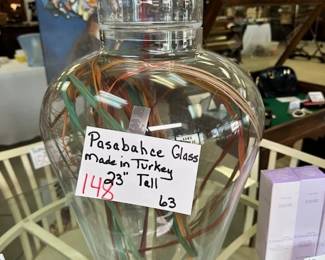 Pasabahce Glass
made in Turkey
23" Tall
148
63